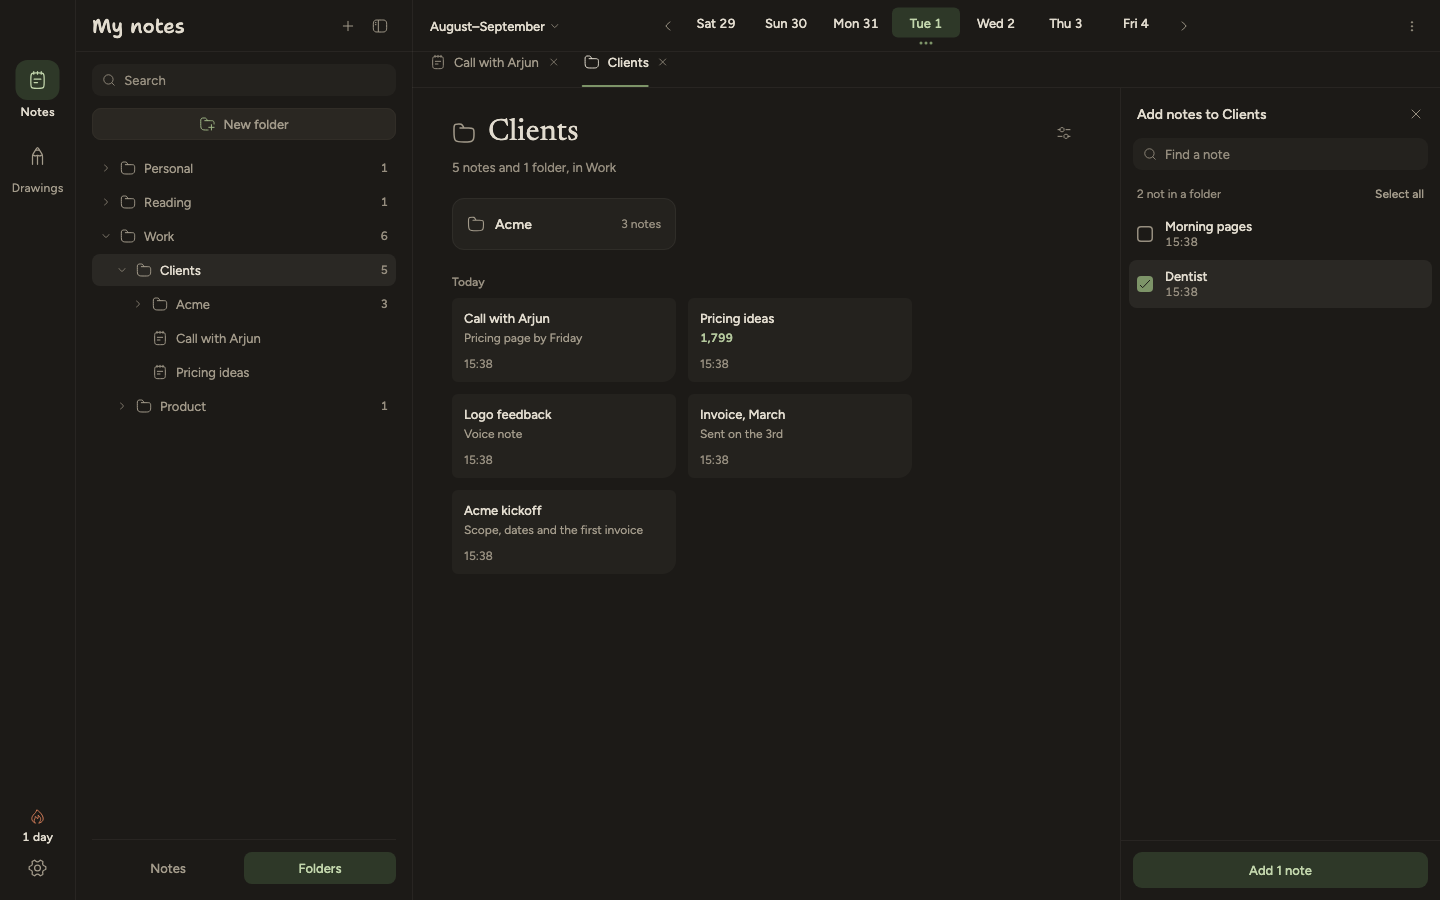 My notes
Search
New folder
Personal 1
Reading 1
Work 6
Clients 5
Acme 3
Call with Arjun
Pricing ideas
Product 1
Notes
Drawings
1 day
Notes Folders
August–September
Sat 29 Sun 30 Mon 31 Tue 1 Wed 2 Thu 3 Fri 4
Call with Arjun Clients
Clients
5 notes and 1 folder, in Work
Acme 3 notes
Today
Call with Arjun
Pricing page by Friday
15:38
Pricing ideas
1,799
15:38
Logo feedback
Voice note
15:38
Invoice, March
Sent on the 3rd
15:38
Acme kickoff
Scope, dates and the first invoice
15:38
Add notes to Clients
Find a note
2 not in a folder Select all
Morning pages
15:38
Dentist
15:38
Add 1 note